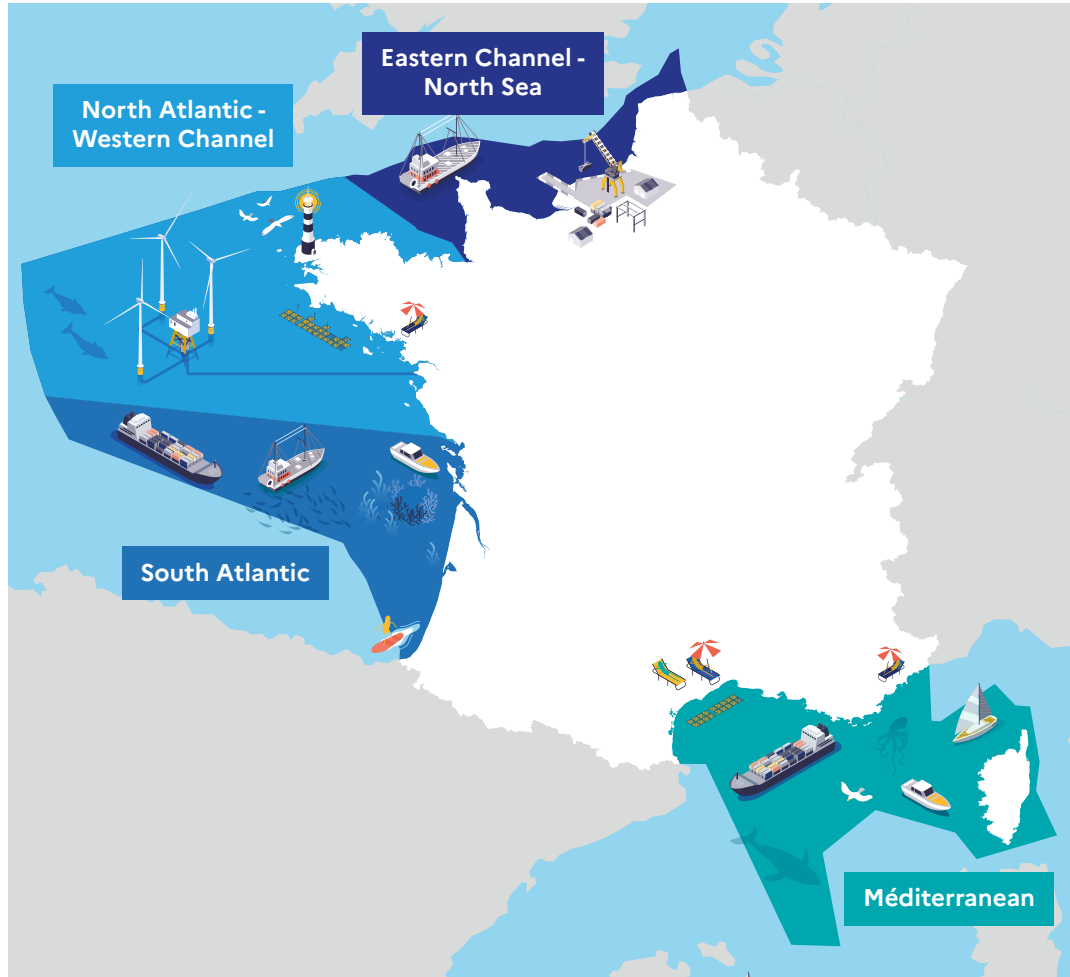 Eastern Channel -
North Sea
North Atlantic -
Western Channel
South Atlantic
Méditerranean